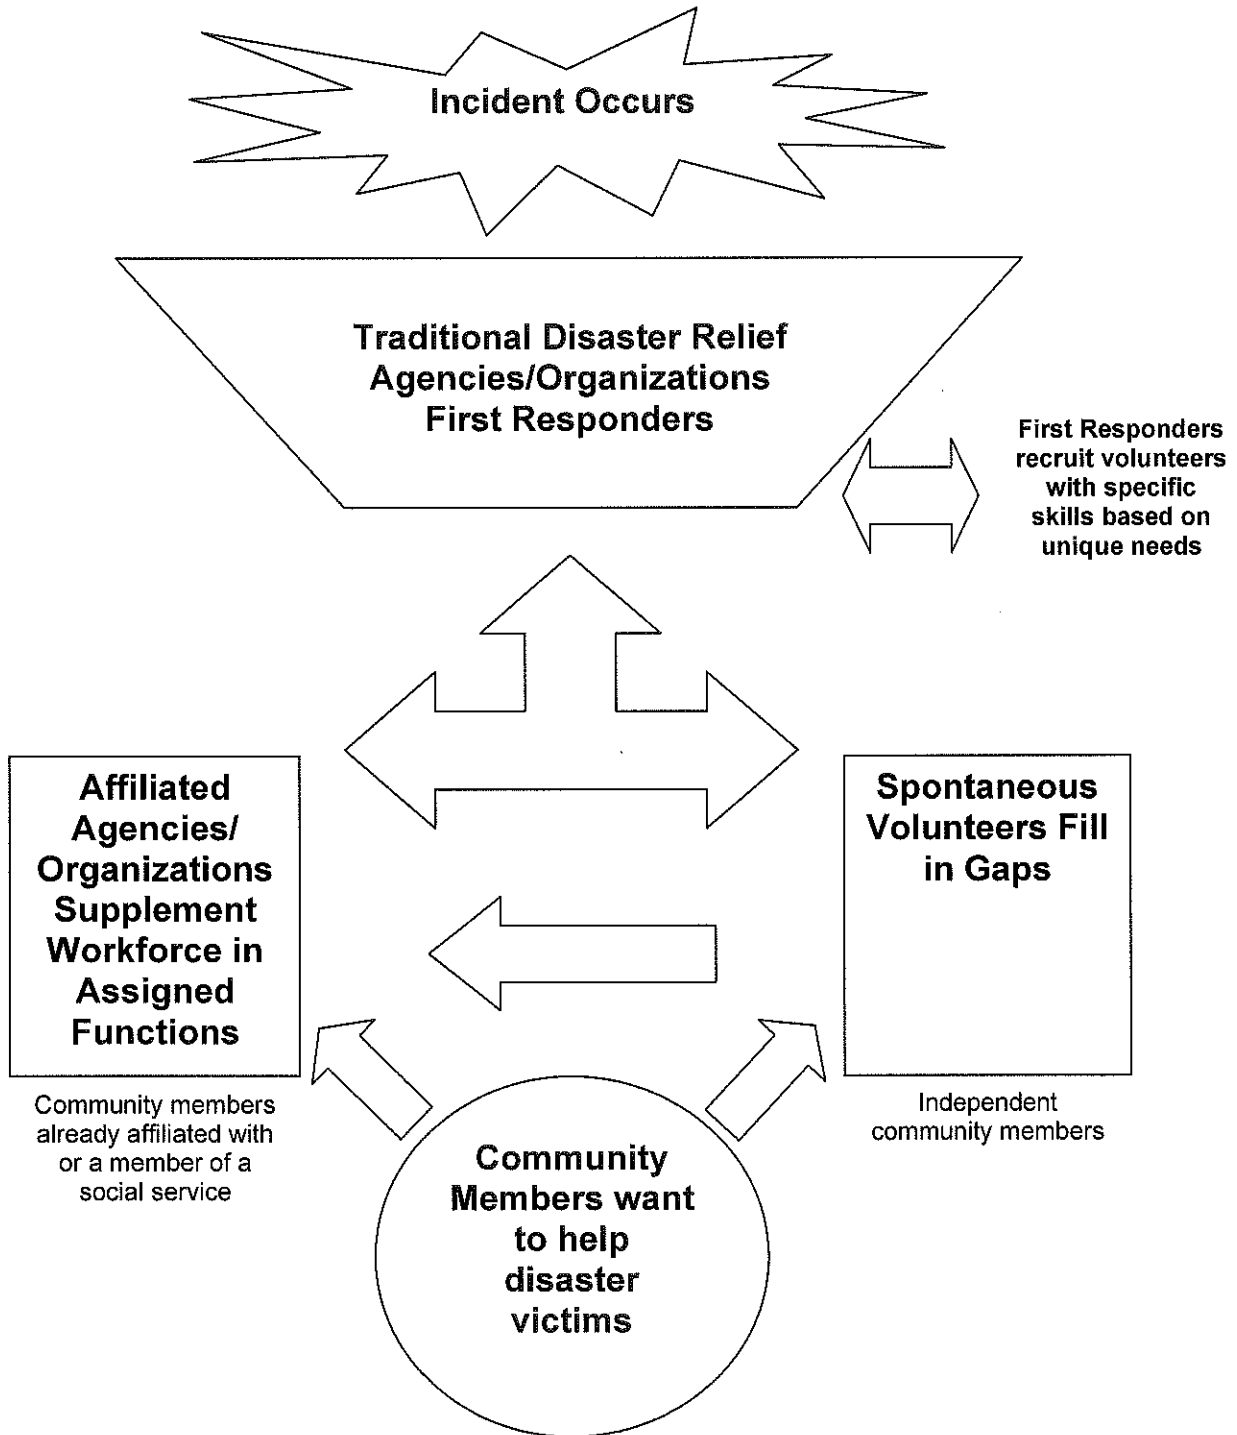 Incident Occurs
Traditional Disaster Relief
Agencies/Organizations
First Responders
First Responders
recruit volunteers
with specific
skills based on
unique needs
Affiliated
Agencies/
Organizations
Supplement
Workforce in
Assigned
Functions
Spontaneous
Volunteers Fill
in Gaps
Community members
already affiliated with
or a member of a
social service
Independent
community members
Community
Members want
to help
disaster
victims